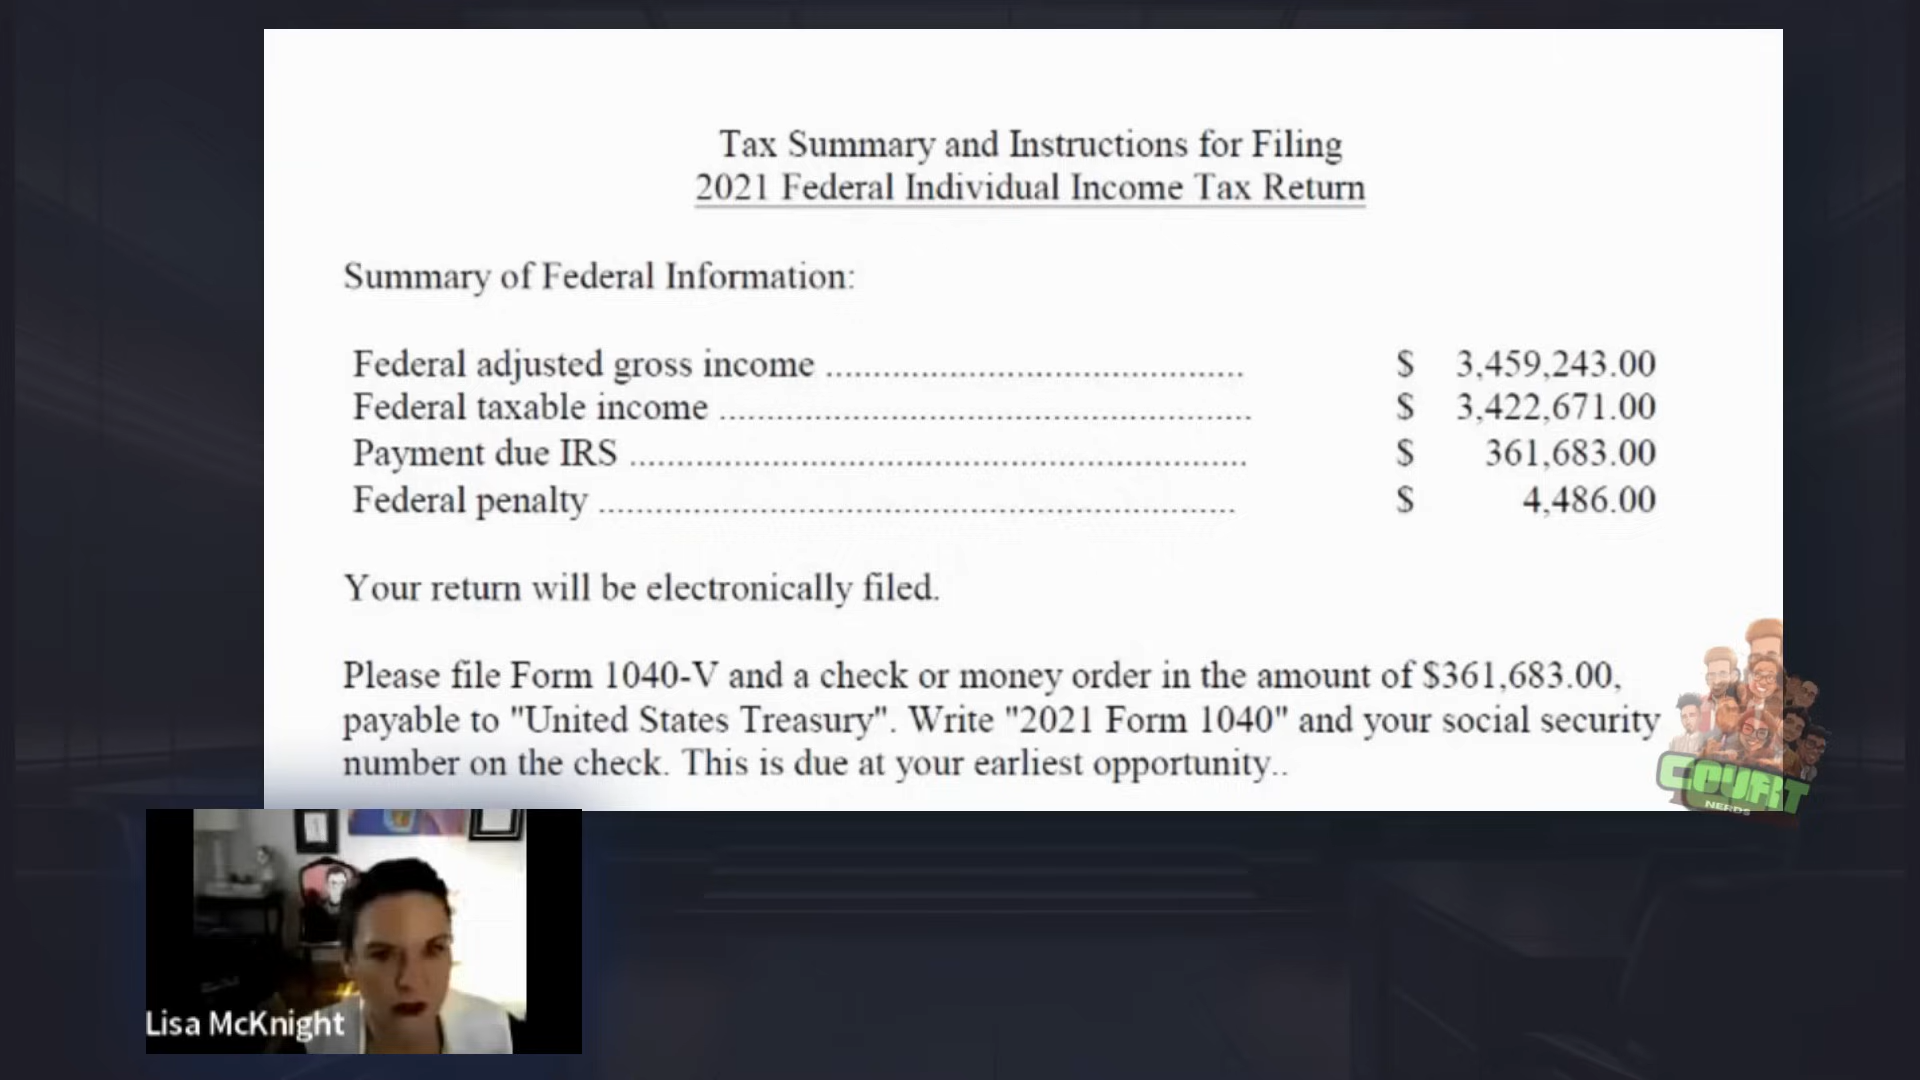 Tax Summary and Instructions for Filing
2021 Federal Individual Income Tax Return
Summary of Federal Information:
Federal adjusted gross income ............................................. $ 3,459,243.00
Federal taxable income ......................................................... $ 3,422,671.00
Payment due IRS .................................................................. $ 361,683.00
Federal penalty ..................................................................... $ 4,486.00
Your return will be electronically filed.
Please file Form 1040-V and a check or money order in the amount of $361,683.00,
payable to "United States Treasury". Write "2021 Form 1040" and your social security
number on the check. This is due at your earliest opportunity..
COURT
NERDS
Lisa McKnight